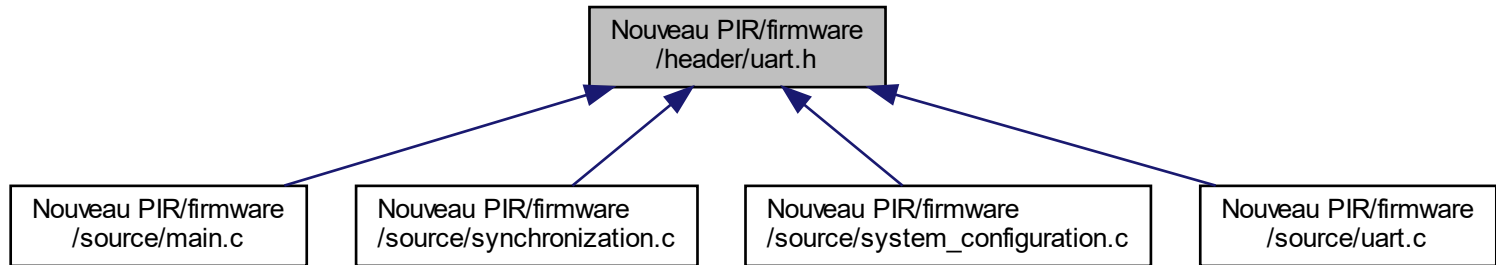 Nouveau PIR/firmware
/header/uart.h
Nouveau PIR/firmware
/source/main.c
Nouveau PIR/firmware
/source/synchronization.c
Nouveau PIR/firmware
/source/system_configuration.c
Nouveau PIR/firmware
/source/uart.c